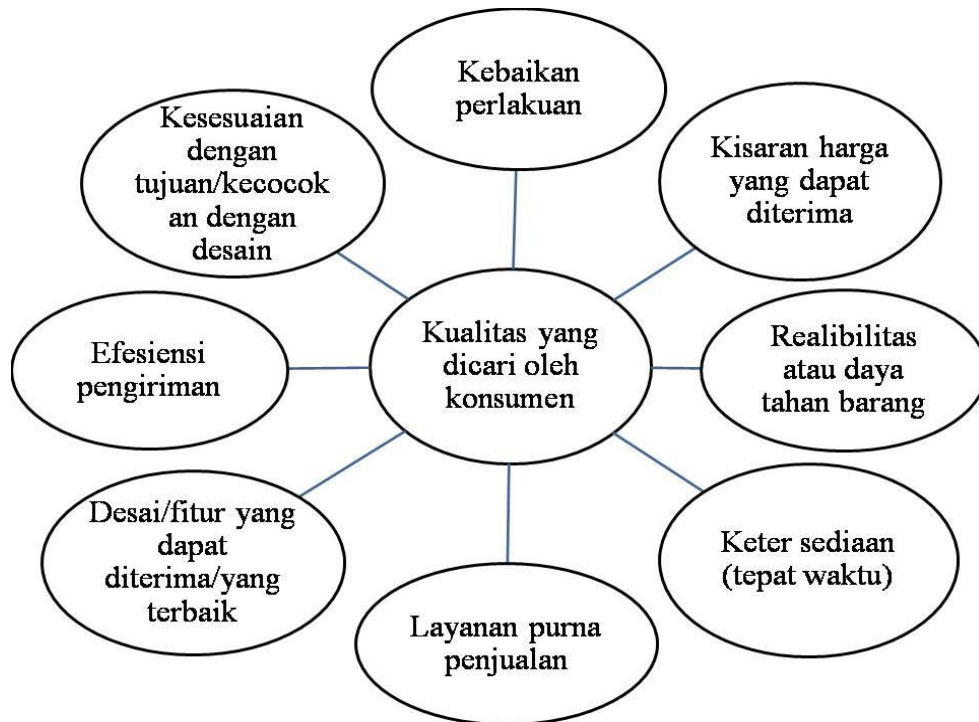 Kebaikan
perlakuan
Kesesuaian
dengan
tujuan/kecocok
an dengan
desain
Kisaran harga
yang dapat
diterima
Efesiensi
pengiriman
Kualitas yang
dicari oleh
konsumen
Realibilitas
atau daya
tahan barang
Desai/fitur yang
dapat
diterima/yang
terbaik
Keter sediaan
(tepat waktu)
Layanan purna
penjualan